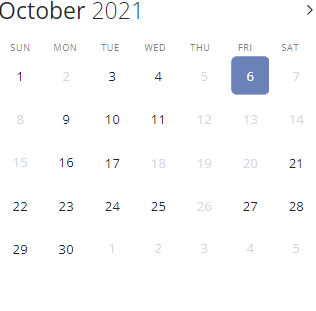 October 2021
SUN MON TUE WED THU FRI SAT
1 2 3 4 5 6 7
8 9 10 11 12 13 14
15 16 17 18 19 20 21
22 23 24 25 26 27 28
29 30 1 2 3 4 5